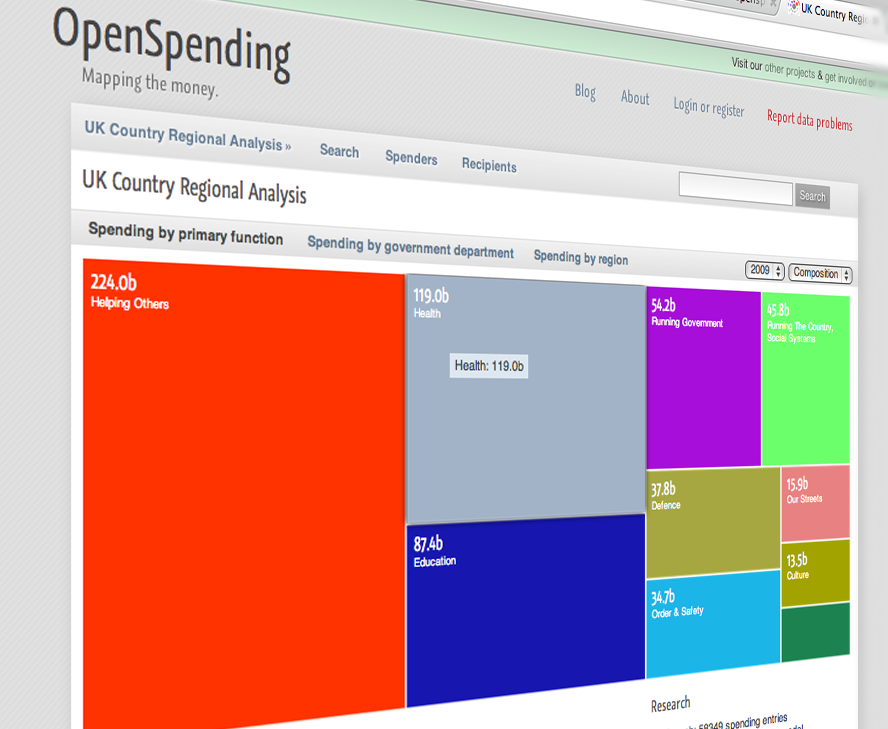 UK Country Regio
OpenSpending
Mapping the money.
Visit our other projects & get involved
Blog About Login or register Report data problems
UK Country Regional Analysis » Search Spenders Recipients
Search
UK Country Regional Analysis
Spending by primary function Spending by government department Spending by region
2009 Composition
224.0b
Helping Others
119.0b
Health
Health: 119.0b
54.2b
Running Government
45.8b
Running The Country,
Social Systems
87.4b
Education
37.8b
Defence
15.9b
Our Streets
34.7b
Order & Safety
13.5b
Culture
Research
58349 spending entries